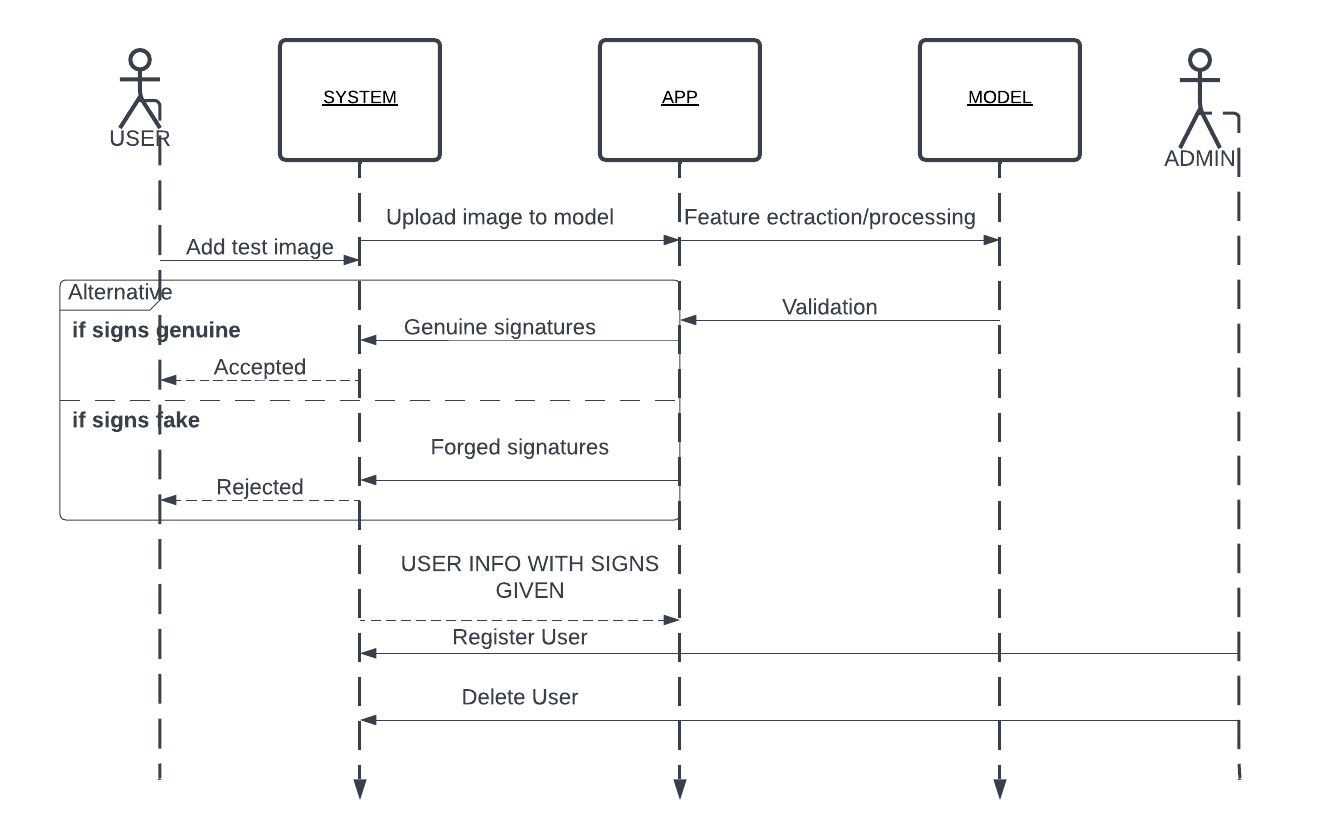 USER
SYSTEM
APP
MODEL
ADMIN
Upload image to model
Feature ectraction/processing
Add test image
Alternative
Validation
if signs genuine
Genuine signatures
Accepted
if signs fake
Forged signatures
Rejected
USER INFO WITH SIGNS
GIVEN
Register User
Delete User